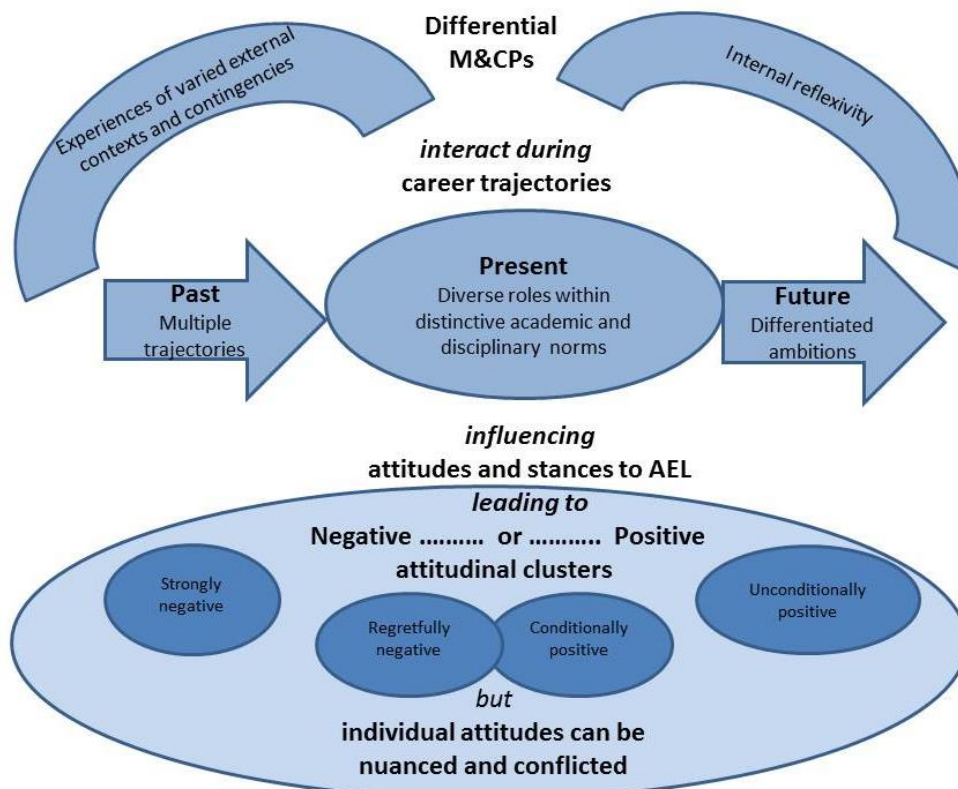 Differential
M&CPs
Experiences of varied external
contexts and contingencies
Internal reflexivity
interact during
career trajectories
Past
Multiple
trajectories
Present
Diverse roles within
distinctive academic and
disciplinary norms
Future
Differentiated
ambitions
influencing
attitudes and stances to AEL
leading to
Negative .......... or ........... Positive
attitudinal clusters
Strongly
negative
Regretfully
negative
Conditionally
positive
Unconditionally
positive
but
individual attitudes can be
nuanced and conflicted